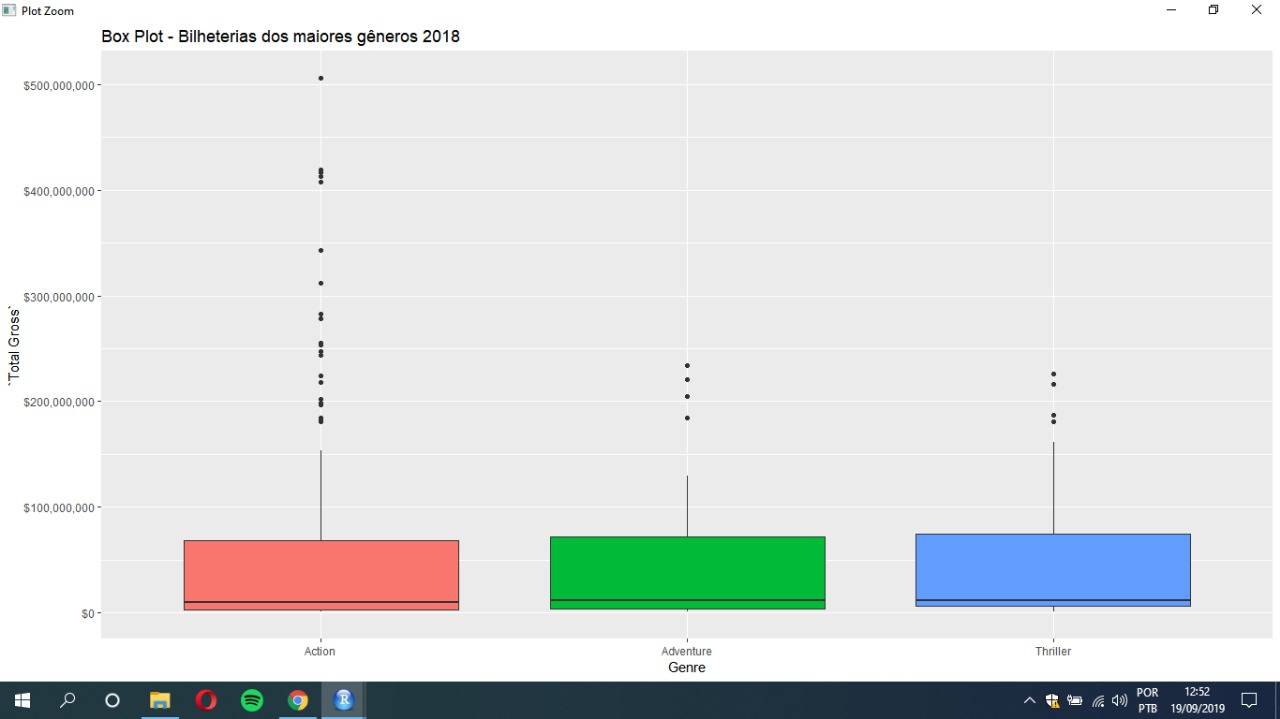 Plot Zoom
Box Plot - Bilheterias dos maiores gêneros 2018
$500,000,000
$400,000,000
$300,000,000
$200,000,000
$100,000,000
$0
`Total Gross`
Action
Adventure
Thriller
Genre
R
POR
PTB
12:52
19/09/2019